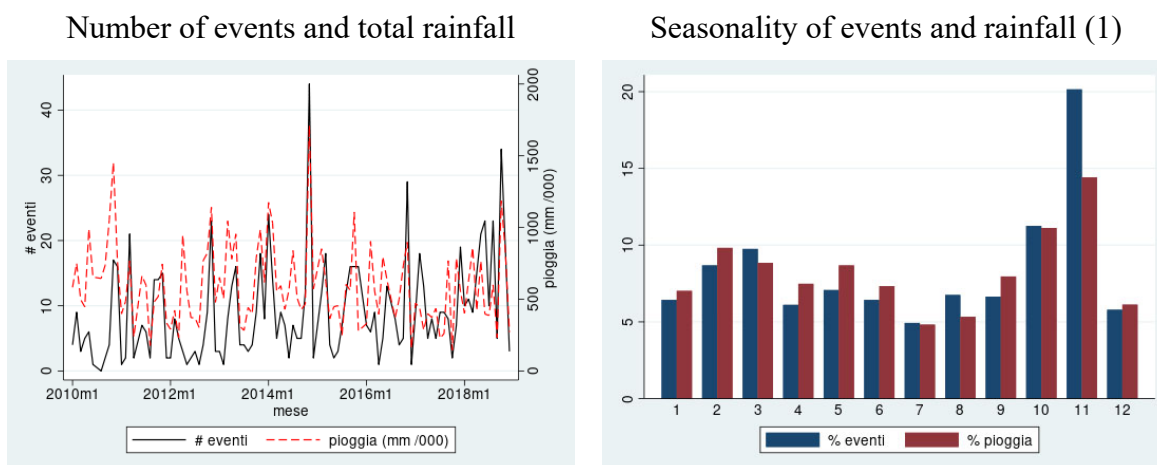 Number of events and total rainfall
# eventi
0 10 20 30 40
pioggia (mm /000)
0 500 1000 1500 2000
2010m1 2012m1 2014m1 2016m1 2018m1
mese
# eventi pioggia (mm /000)
Seasonality of events and rainfall (1)
0 5 10 15 20
1 2 3 4 5 6 7 8 9 10 11 12
% eventi % pioggia